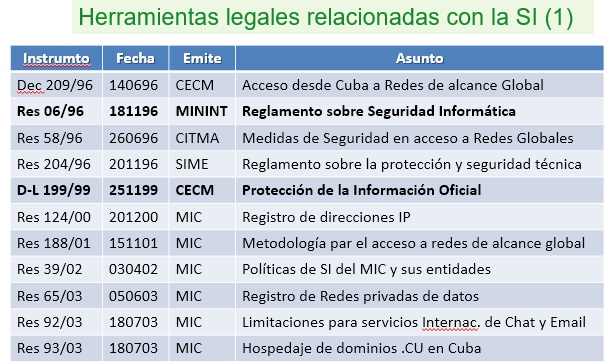 Herramientas legales relacionadas con la SI (1)
Instrumto Fecha Emite Asunto
Dec 209/96 140696 CECM Acceso desde Cuba a Redes de alcance Global
Res 06/96 181196 MININT Reglamento sobre Seguridad Informática
Res 58/96 260696 CITMA Medidas de Seguridad en acceso a Redes Globales
Res 204/96 201196 SIME Reglamento sobre la protección y seguridad técnica
D-L 199/99 251199 CECM Protección de la Información Oficial
Res 124/00 201200 MIC Registro de direcciones IP
Res 188/01 151101 MIC Metodología par el acceso a redes de alcance global
Res 39/02 030402 MIC Políticas de SI del MIC y sus entidades
Res 65/03 050603 MIC Registro de Redes privadas de datos
Res 92/03 180703 MIC Limitaciones para servicios Internac. de Chat y Email
Res 93/03 180703 MIC Hospedaje de dominios .CU en Cuba